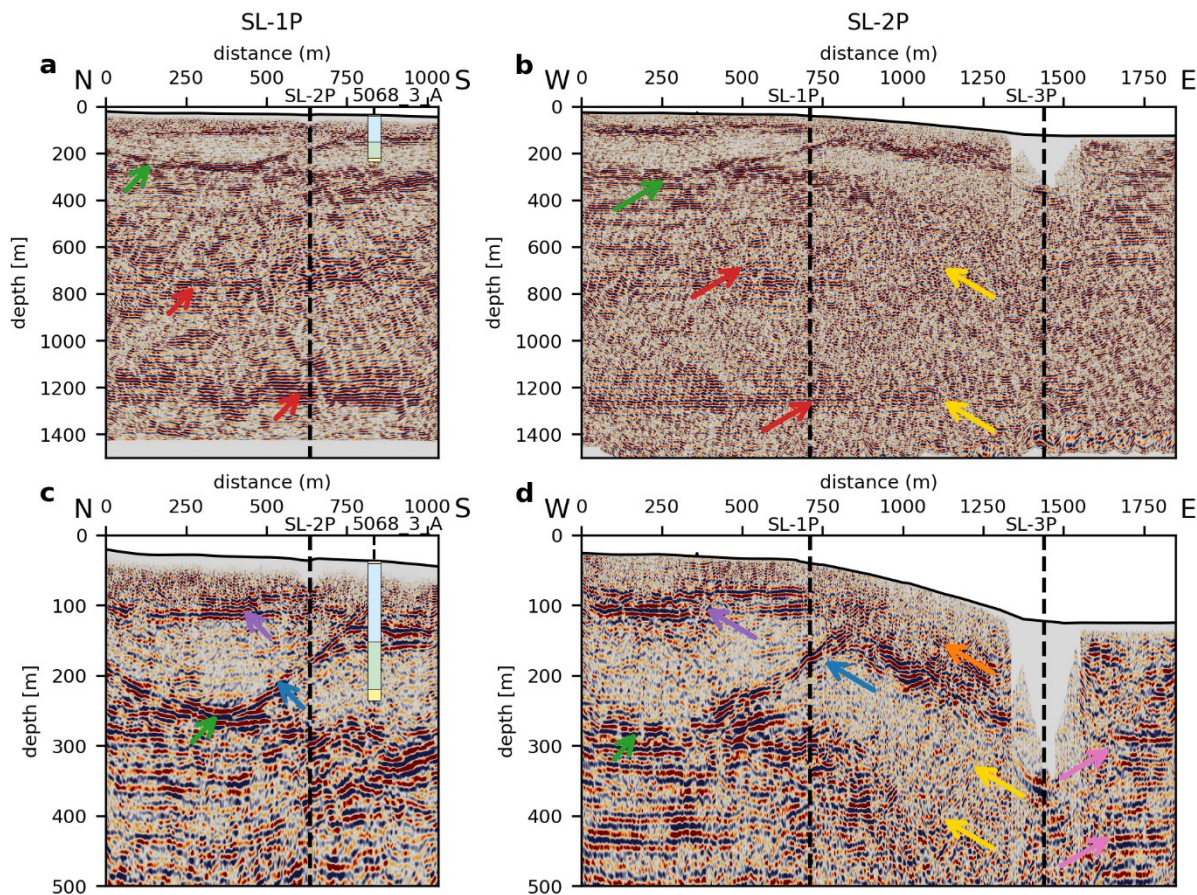 SL-1P
SL-2P
a
distance (m)
N 0 250 500 750 1000 S
SL-2P 5068_3_A
0
200
400
600
800
1000
1200
1400
depth [m]
b
distance (m)
W 0 250 500 750 1000 1250 1500 1750 E
SL-1P SL-3P
0
200
400
600
800
1000
1200
1400
depth [m]
c
distance (m)
N 0 250 500 750 1000 S
SL-2P 5068_3_A
0
100
200
300
400
500
depth [m]
d
distance (m)
W 0 250 500 750 1000 1250 1500 1750 E
SL-1P SL-3P
0
100
200
300
400
500
depth [m]